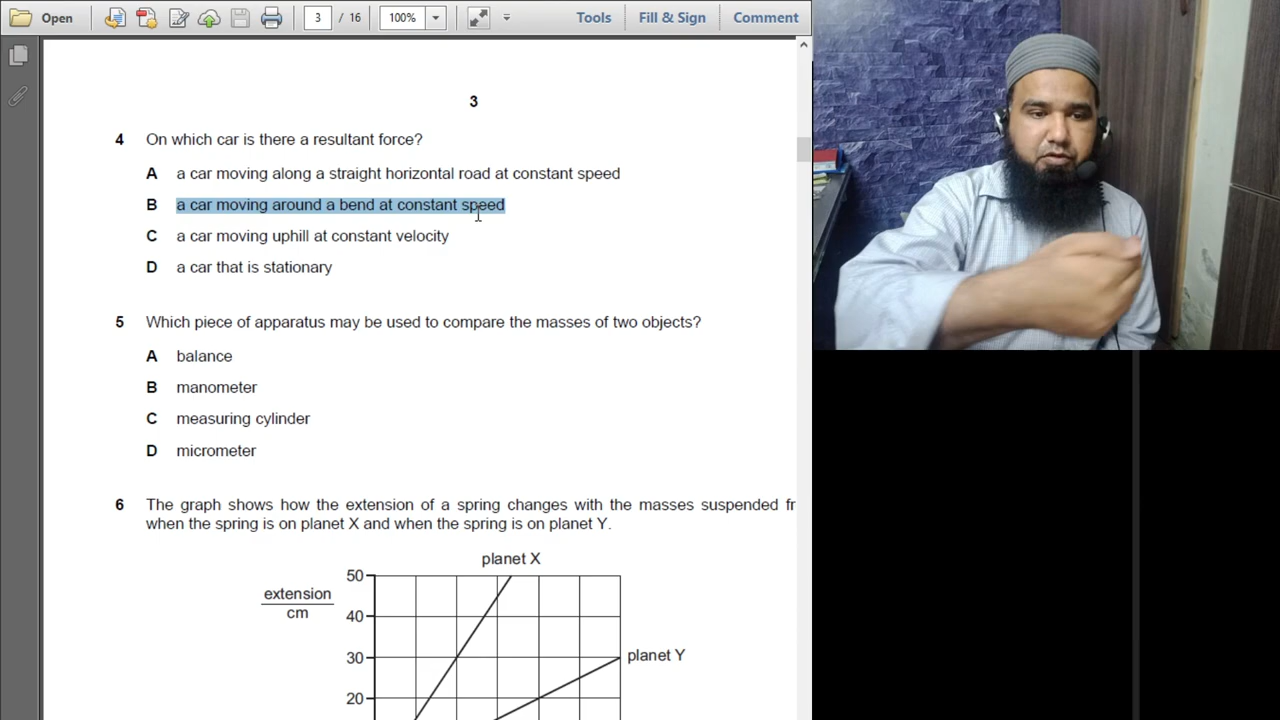 Open
3 / 16
100%
Tools
Fill & Sign
Comment
3
4 On which car is there a resultant force?
A a car moving along a straight horizontal road at constant speed
B a car moving around a bend at constant speed
C a car moving uphill at constant velocity
D a car that is stationary
5 Which piece of apparatus may be used to compare the masses of two objects?
A balance
B manometer
C measuring cylinder
D micrometer
6 The graph shows how the extension of a spring changes with the masses suspended fr
when the spring is on planet X and when the spring is on planet Y.
planet X
extension
cm
50
40
30
20
planet Y